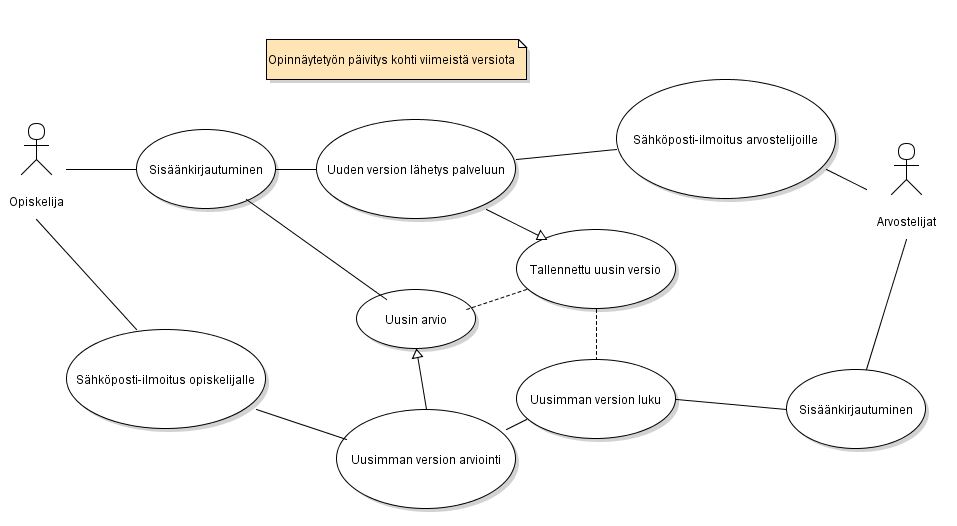 Opinnäytetyön päivitys kohti viimeistä versiota
Sähköposti-ilmoitus arvostelijoille
Sisäänkirjautuminen
Uuden version lähetys palveluun
Opiskelija
Arvostelijat
Tallennettu uusin versio
Uusin arvio
Sähköposti-ilmoitus opiskelijalle
Uusimman version luku
Sisäänkirjautuminen
Uusimman version arviointi